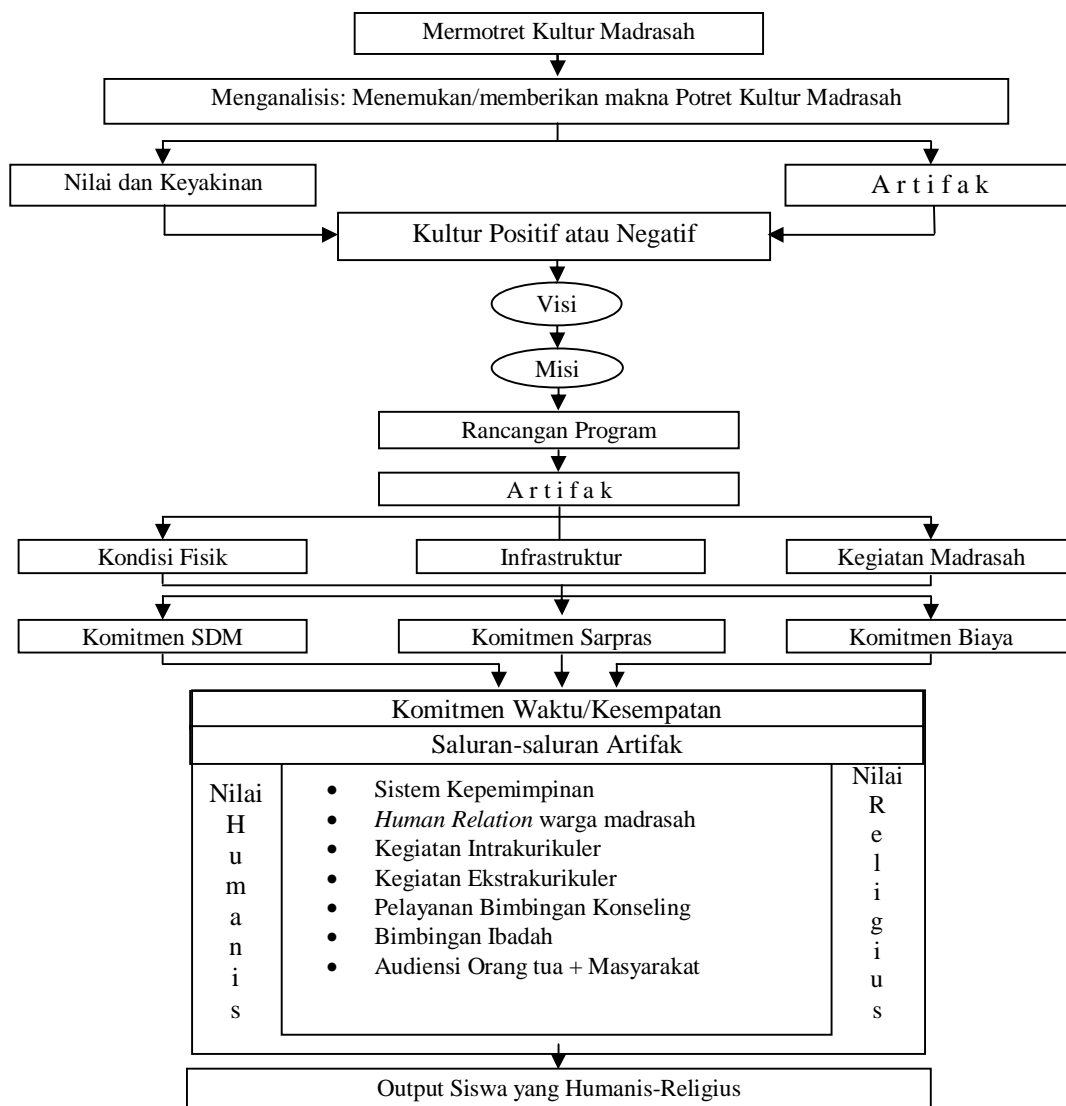 Mermotret Kultur Madrasah
Menganalisis: Menemukan/memberikan makna Potret Kultur Madrasah
Nilai dan Keyakinan
A r t i f a k
Kultur Positif atau Negatif
Visi
Misi
Rancangan Program
A r t i f a k
Kondisi Fisik
Infrastruktur
Kegiatan Madrasah
Komitmen SDM
Komitmen Sarpras
Komitmen Biaya
Komitmen Waktu/Kesempatan
Saluran-saluran Artifak
Nilai
H
u
m
a
n
i
s
• Sistem Kepemimpinan
• Human Relation warga madrasah
• Kegiatan Intrakurikuler
• Kegiatan Ekstrakurikuler
• Pelayanan Bimbingan Konseling
• Bimbingan Ibadah
• Audiensi Orang tua + Masyarakat
Nilai
R
e
l
i
g
i
u
s
Output Siswa yang Humanis-Religius